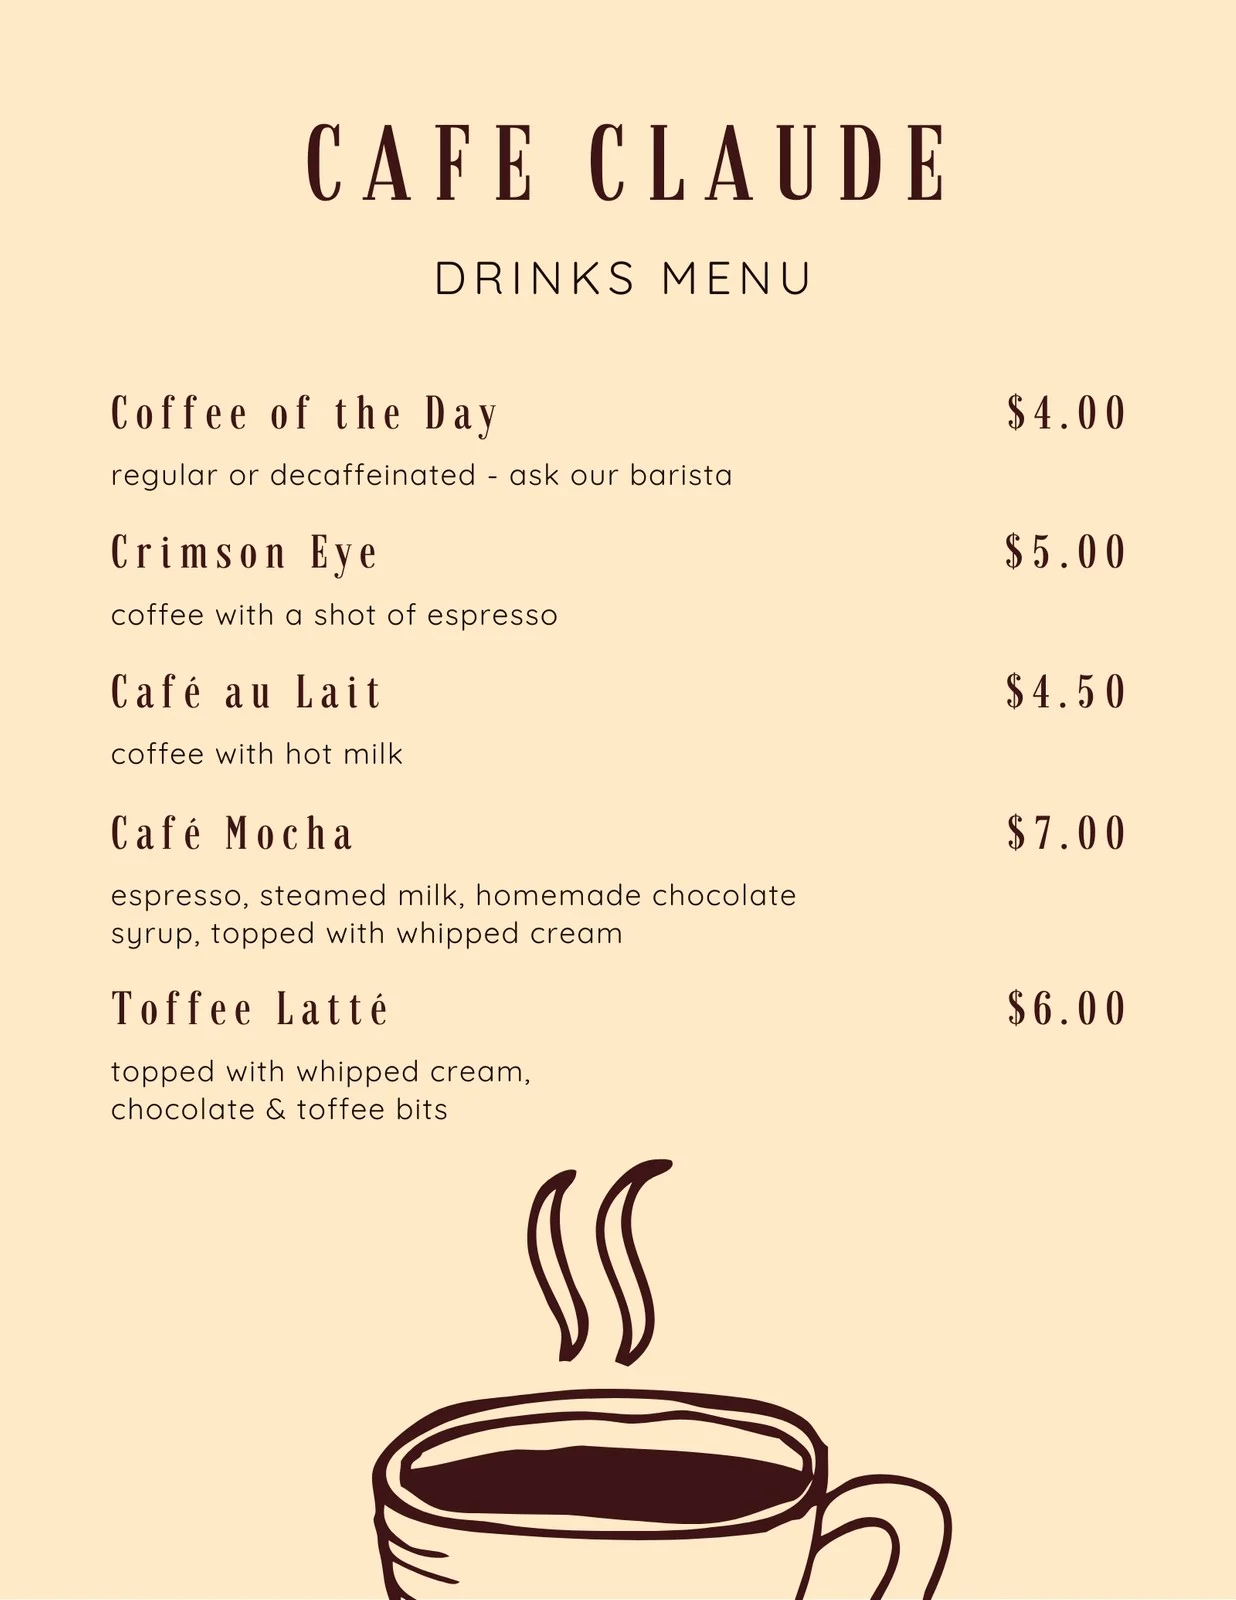 CAFE CLAUDE
DRINKS MENU
Coffee of the Day $4.00
regular or decaffeinated - ask our barista
Crimson Eye $5.00
coffee with a shot of espresso
Café au Lait $4.50
coffee with hot milk
Café Mocha $7.00
espresso, steamed milk, homemade chocolate
syrup, topped with whipped cream
Toffee Latté $6.00
topped with whipped cream,
chocolate & toffee bits